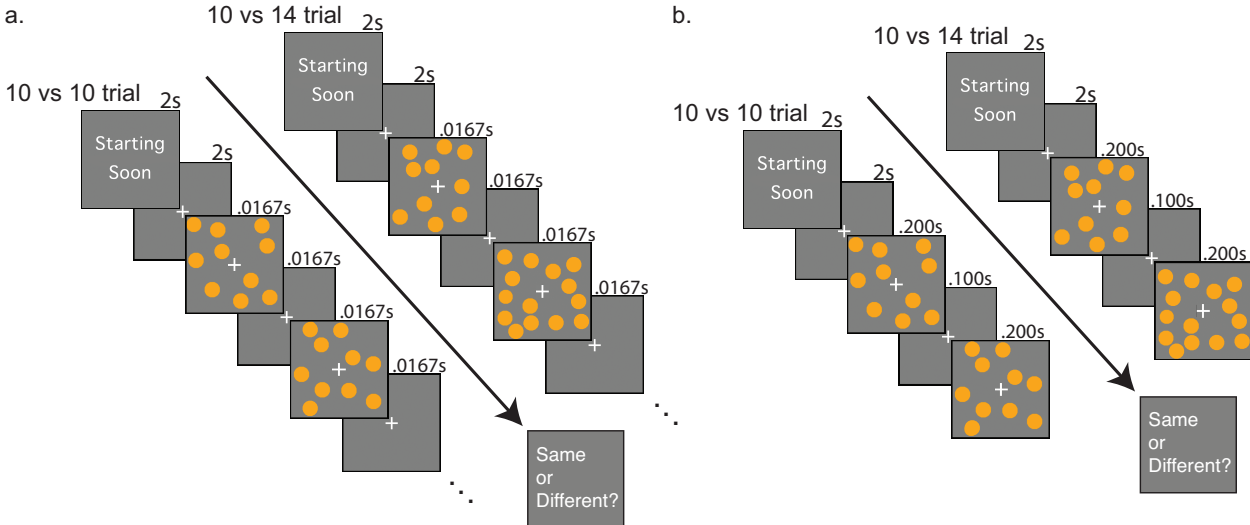 a.
10 vs 14 trial
2s
Starting
Soon
2s
.0167s
.0167s
.0167s
.0167s
10 vs 10 trial
2s
Starting
Soon
2s
.0167s
.0167s
.0167s
.0167s
. . .
. . .
Same
or
Different?
b.
10 vs 14 trial
2s
Starting
Soon
2s
.200s
.100s
.200s
10 vs 10 trial
2s
Starting
Soon
2s
.200s
.100s
.200s
Same
or
Different?